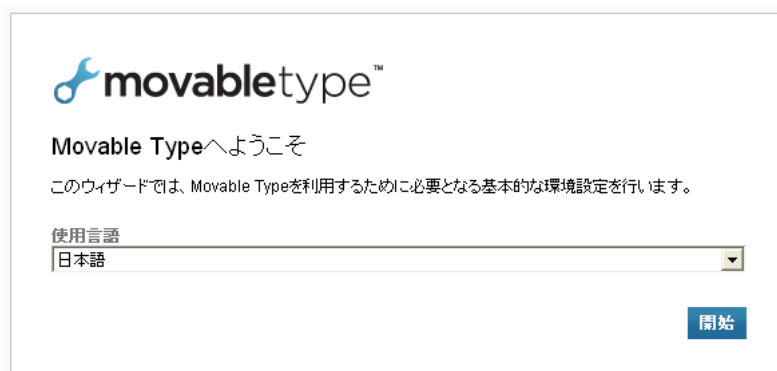 movabletype™
Movable Typeへようこそ
このウィザードでは、Movable Typeを利用するために必要となる基本的な環境設定を行います。
使用言語
日本語
開始